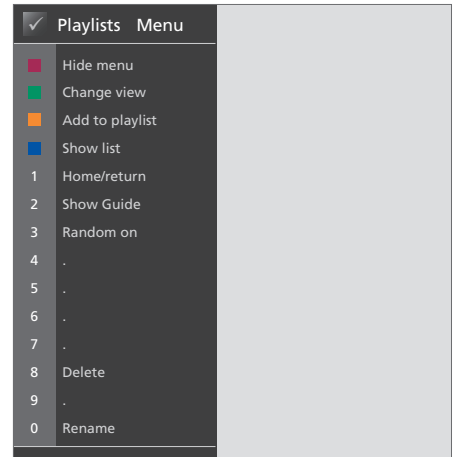 Playlists Menu
Hide menu
Change view
Add to playlist
Show list
1 Home/return
2 Show Guide
3 Random on
4 .
5 .
6 .
7 .
8 Delete
9 .
0 Rename